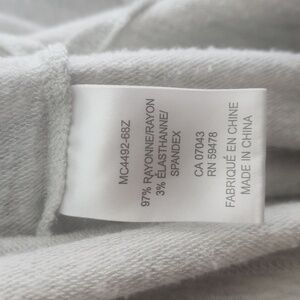 MC4492-68Z
97% RAYONNE/RAYON
3% ÉLASTHANNE/
SPANDEX
CA 07043
RN 59478
FABRIQUÉ EN CHINE
MADE IN CHINA